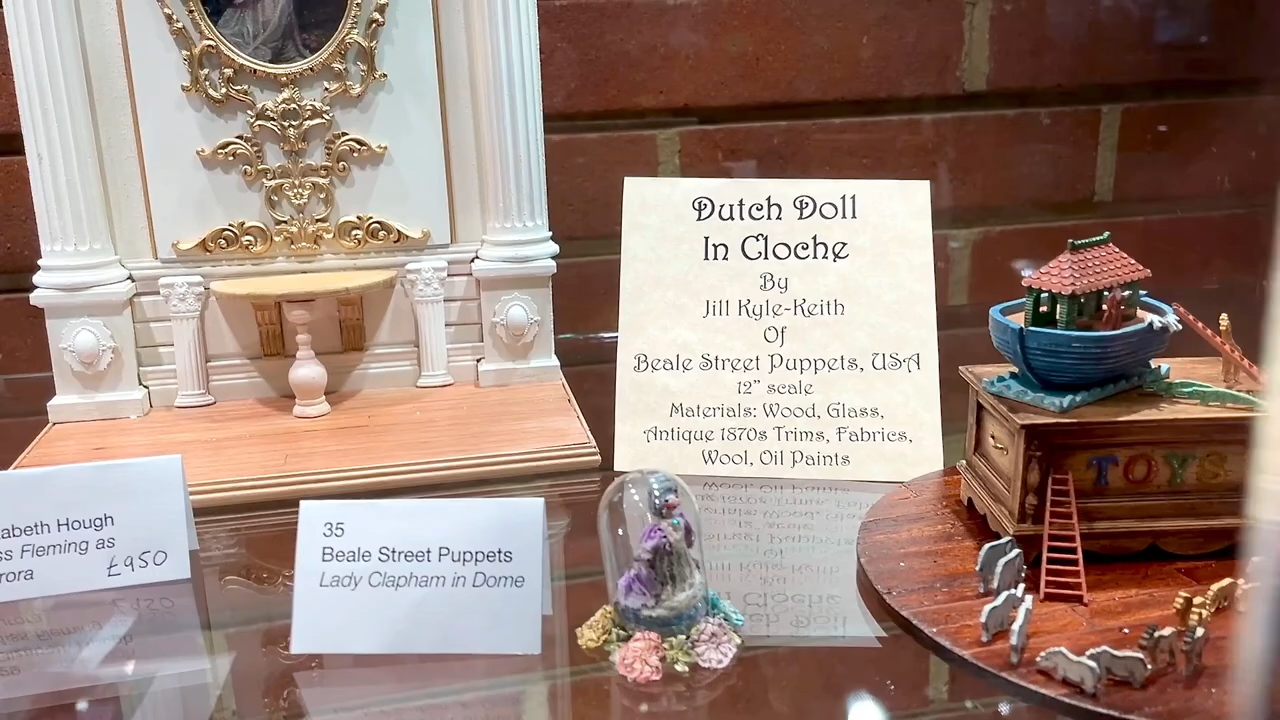 Dutch Doll
In Cloche
By
Jill Kyle-Keith
Of
Beale Street Puppets, USA
12” scale
Materials: Wood, Glass,
Antique 1870s Trims, Fabrics,
Wool, Oil Paints
TOYS
abeth Hough
ss Fleming as
rora
£950
35
Beale Street Puppets
Lady Clapham in Dome